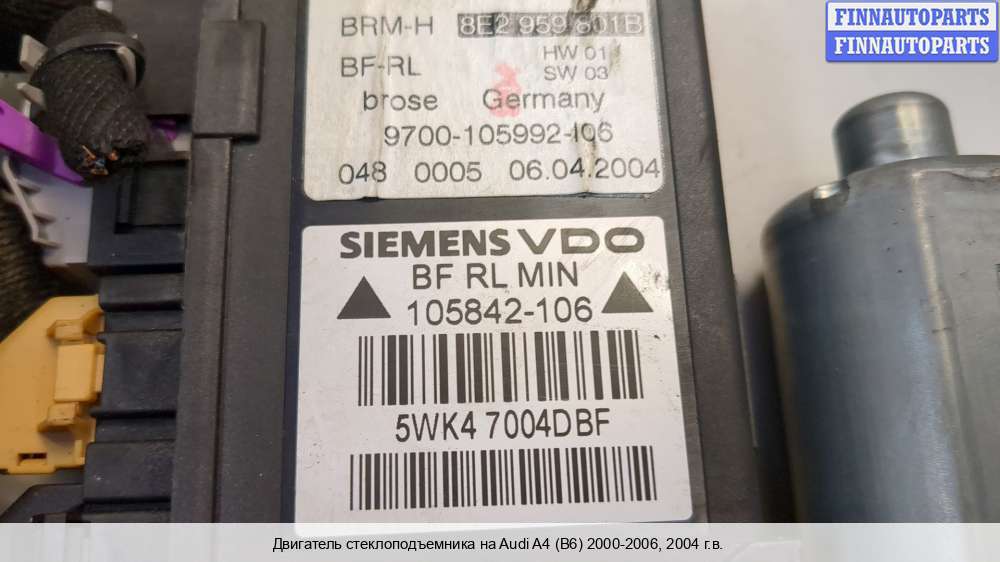 FINNAUTOPARTS
FINNAUTOPARTS
BRM-H 8E2 959 801B
BF-RL HW 01
SW 03
brose Germany
9700-105992-106
048 0005 06.04.2004
SIEMENS VDO
BF RL MIN
105842-106
5WK4 7004DBF
Двигатель стеклоподъемника на Audi A4 (B6) 2000-2006, 2004 г.в.